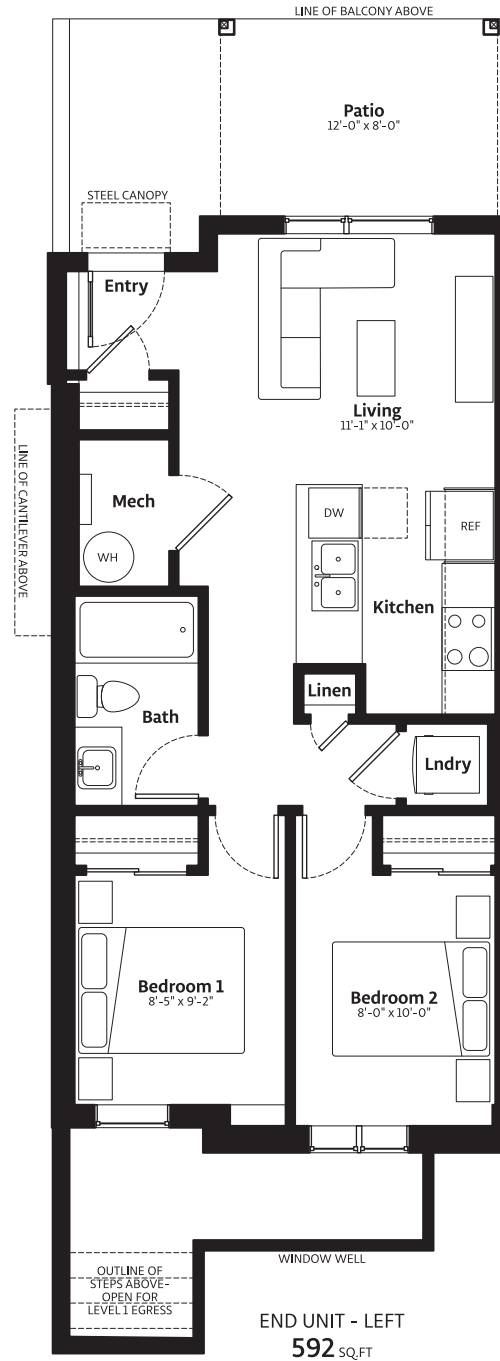 LINE OF BALCONY ABOVE
Patio
12'-0" x 8'-0"
STEEL CANOPY
Entry
Living
11'-1" x 10'-0"
LINE OF CANTILEVER ABOVE
Mech
WH
DW
REF
Kitchen
Linen
Bath
Lndry
Bedroom 1
8'-5" x 9'-2"
Bedroom 2
8'-0" x 10'-0"
WINDOW WELL
OUTLINE OF
STEPS ABOVE-
OPEN FOR
LEVEL 1 EGRESS
END UNIT - LEFT
592 SQ.FT